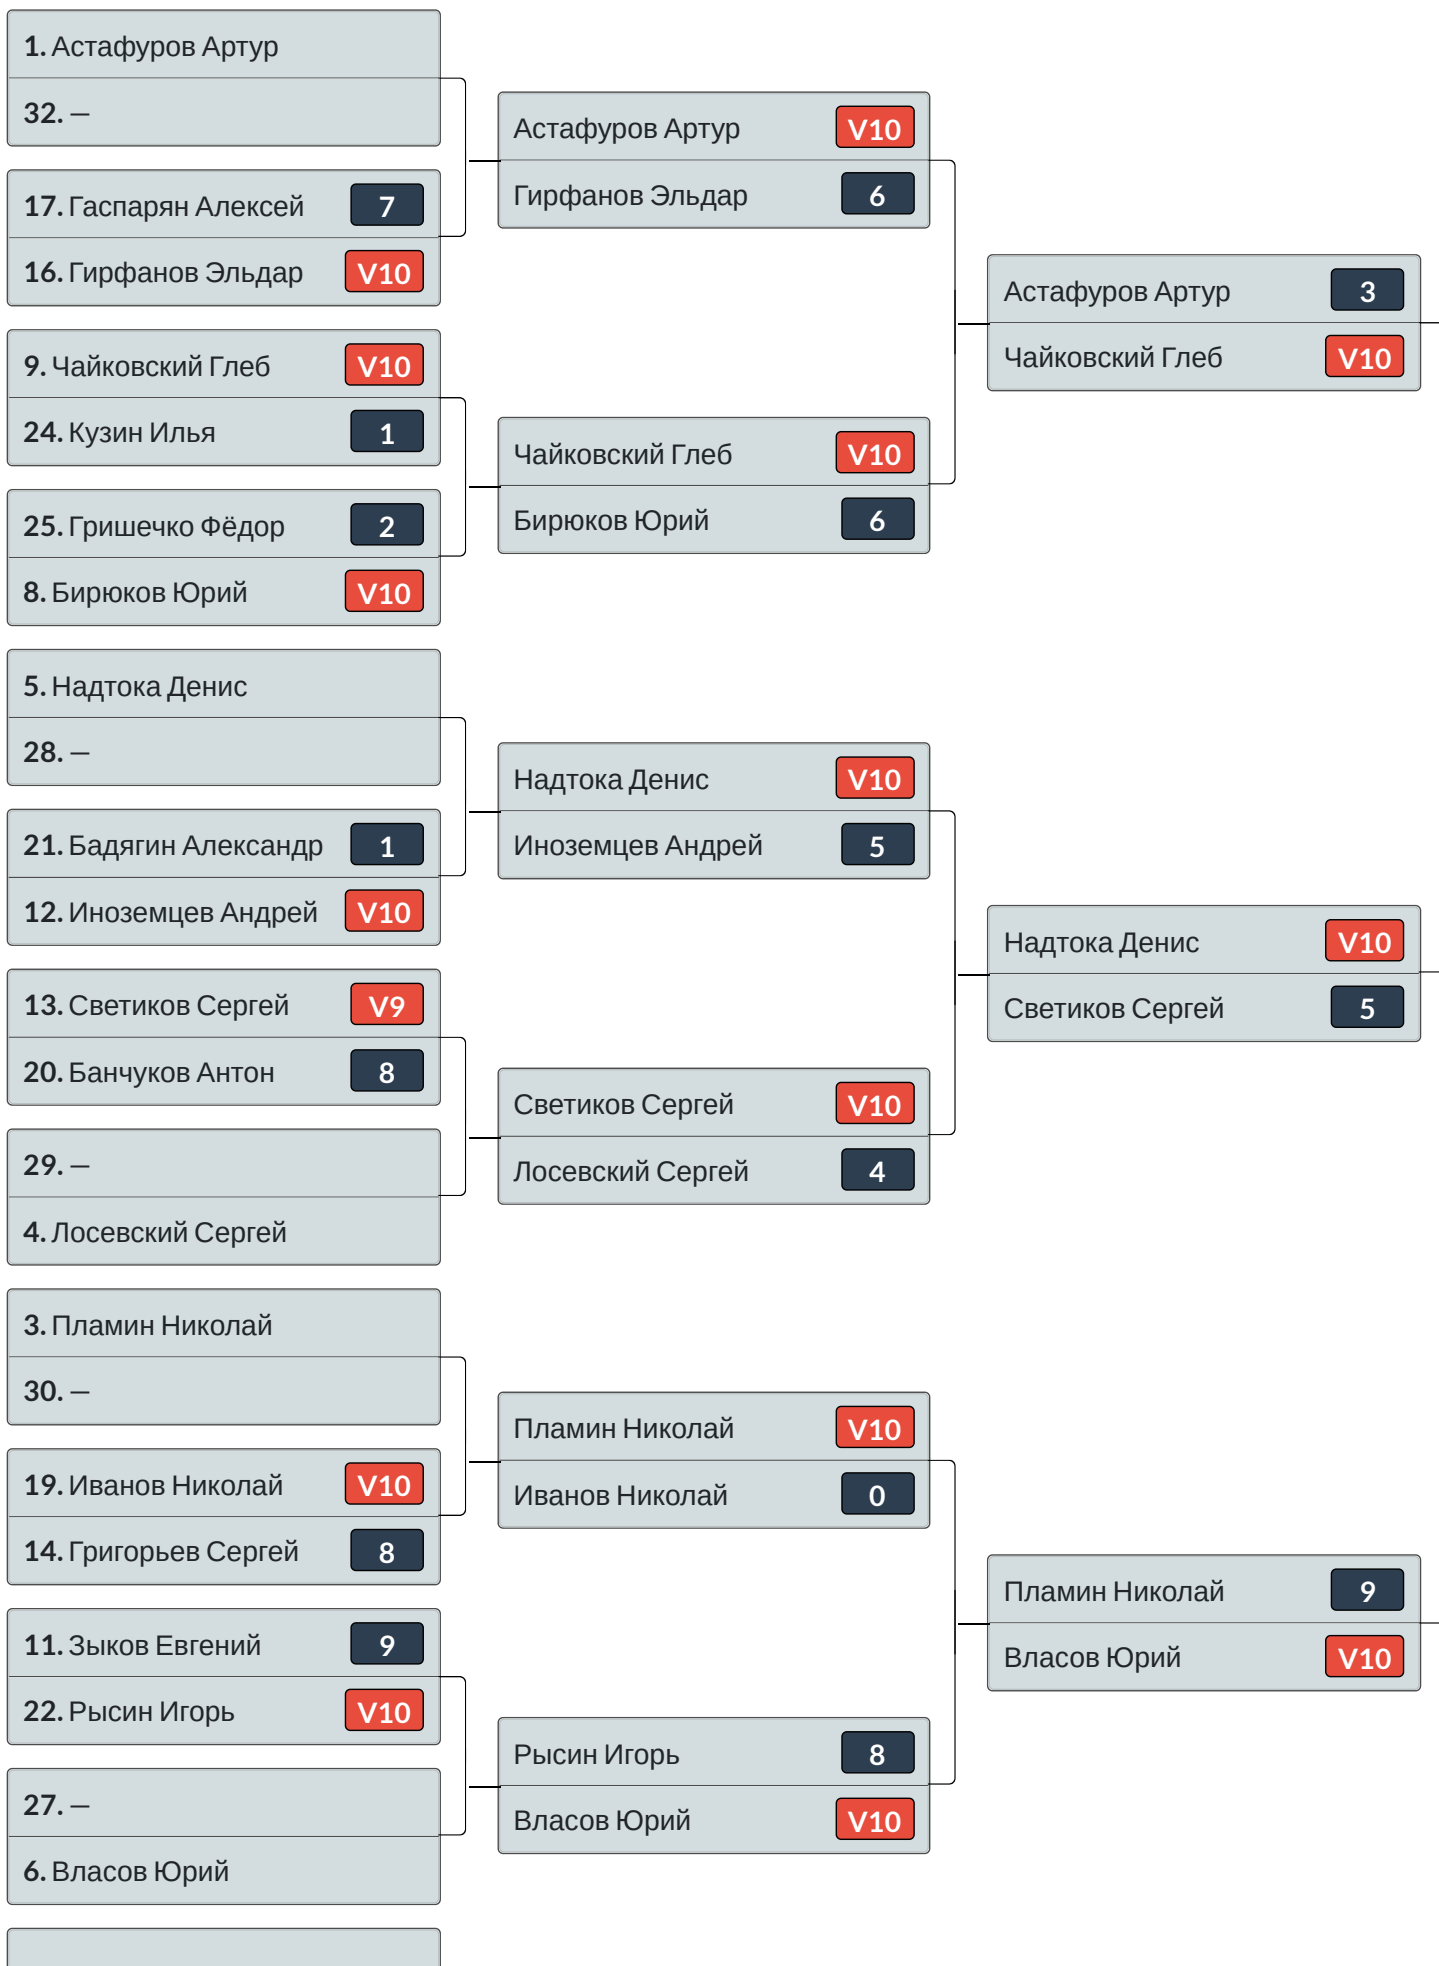 1. Астафуров Артур
32. —
17. Гаспарян Алексей 7
16. Гирфанов Эльдар V10
9. Чайковский Глеб V10
24. Кузин Илья 1
25. Гришечко Фёдор 2
8. Бирюков Юрий V10
5. Надтока Денис
28. —
21. Бадягин Александр 1
12. Иноземцев Андрей V10
13. Светиков Сергей V9
20. Банчуков Антон 8
29. —
4. Лосевский Сергей
3. Пламин Николай
30. —
19. Иванов Николай V10
14. Григорьев Сергей 8
11. Зыков Евгений 9
22. Рысин Игорь V10
27. —
6. Власов Юрий
Астафуров Артур V10
Гирфанов Эльдар 6
Чайковский Глеб V10
Бирюков Юрий 6
Надтока Денис V10
Иноземцев Андрей 5
Светиков Сергей V10
Лосевский Сергей 4
Пламин Николай V10
Иванов Николай 0
Рысин Игорь 8
Власов Юрий V10
Астафуров Артур 3
Чайковский Глеб V10
Надтока Денис V10
Светиков Сергей 5
Пламин Николай 9
Власов Юрий V10